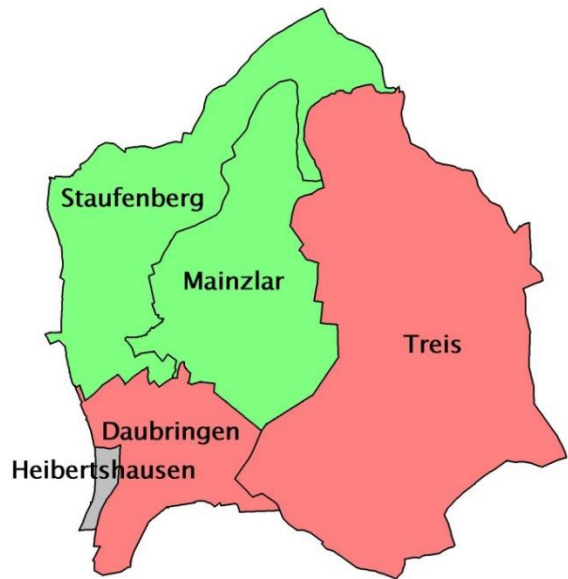 Staufenberg
Mainzlar
Treis
Daubringen
Heibertshausen